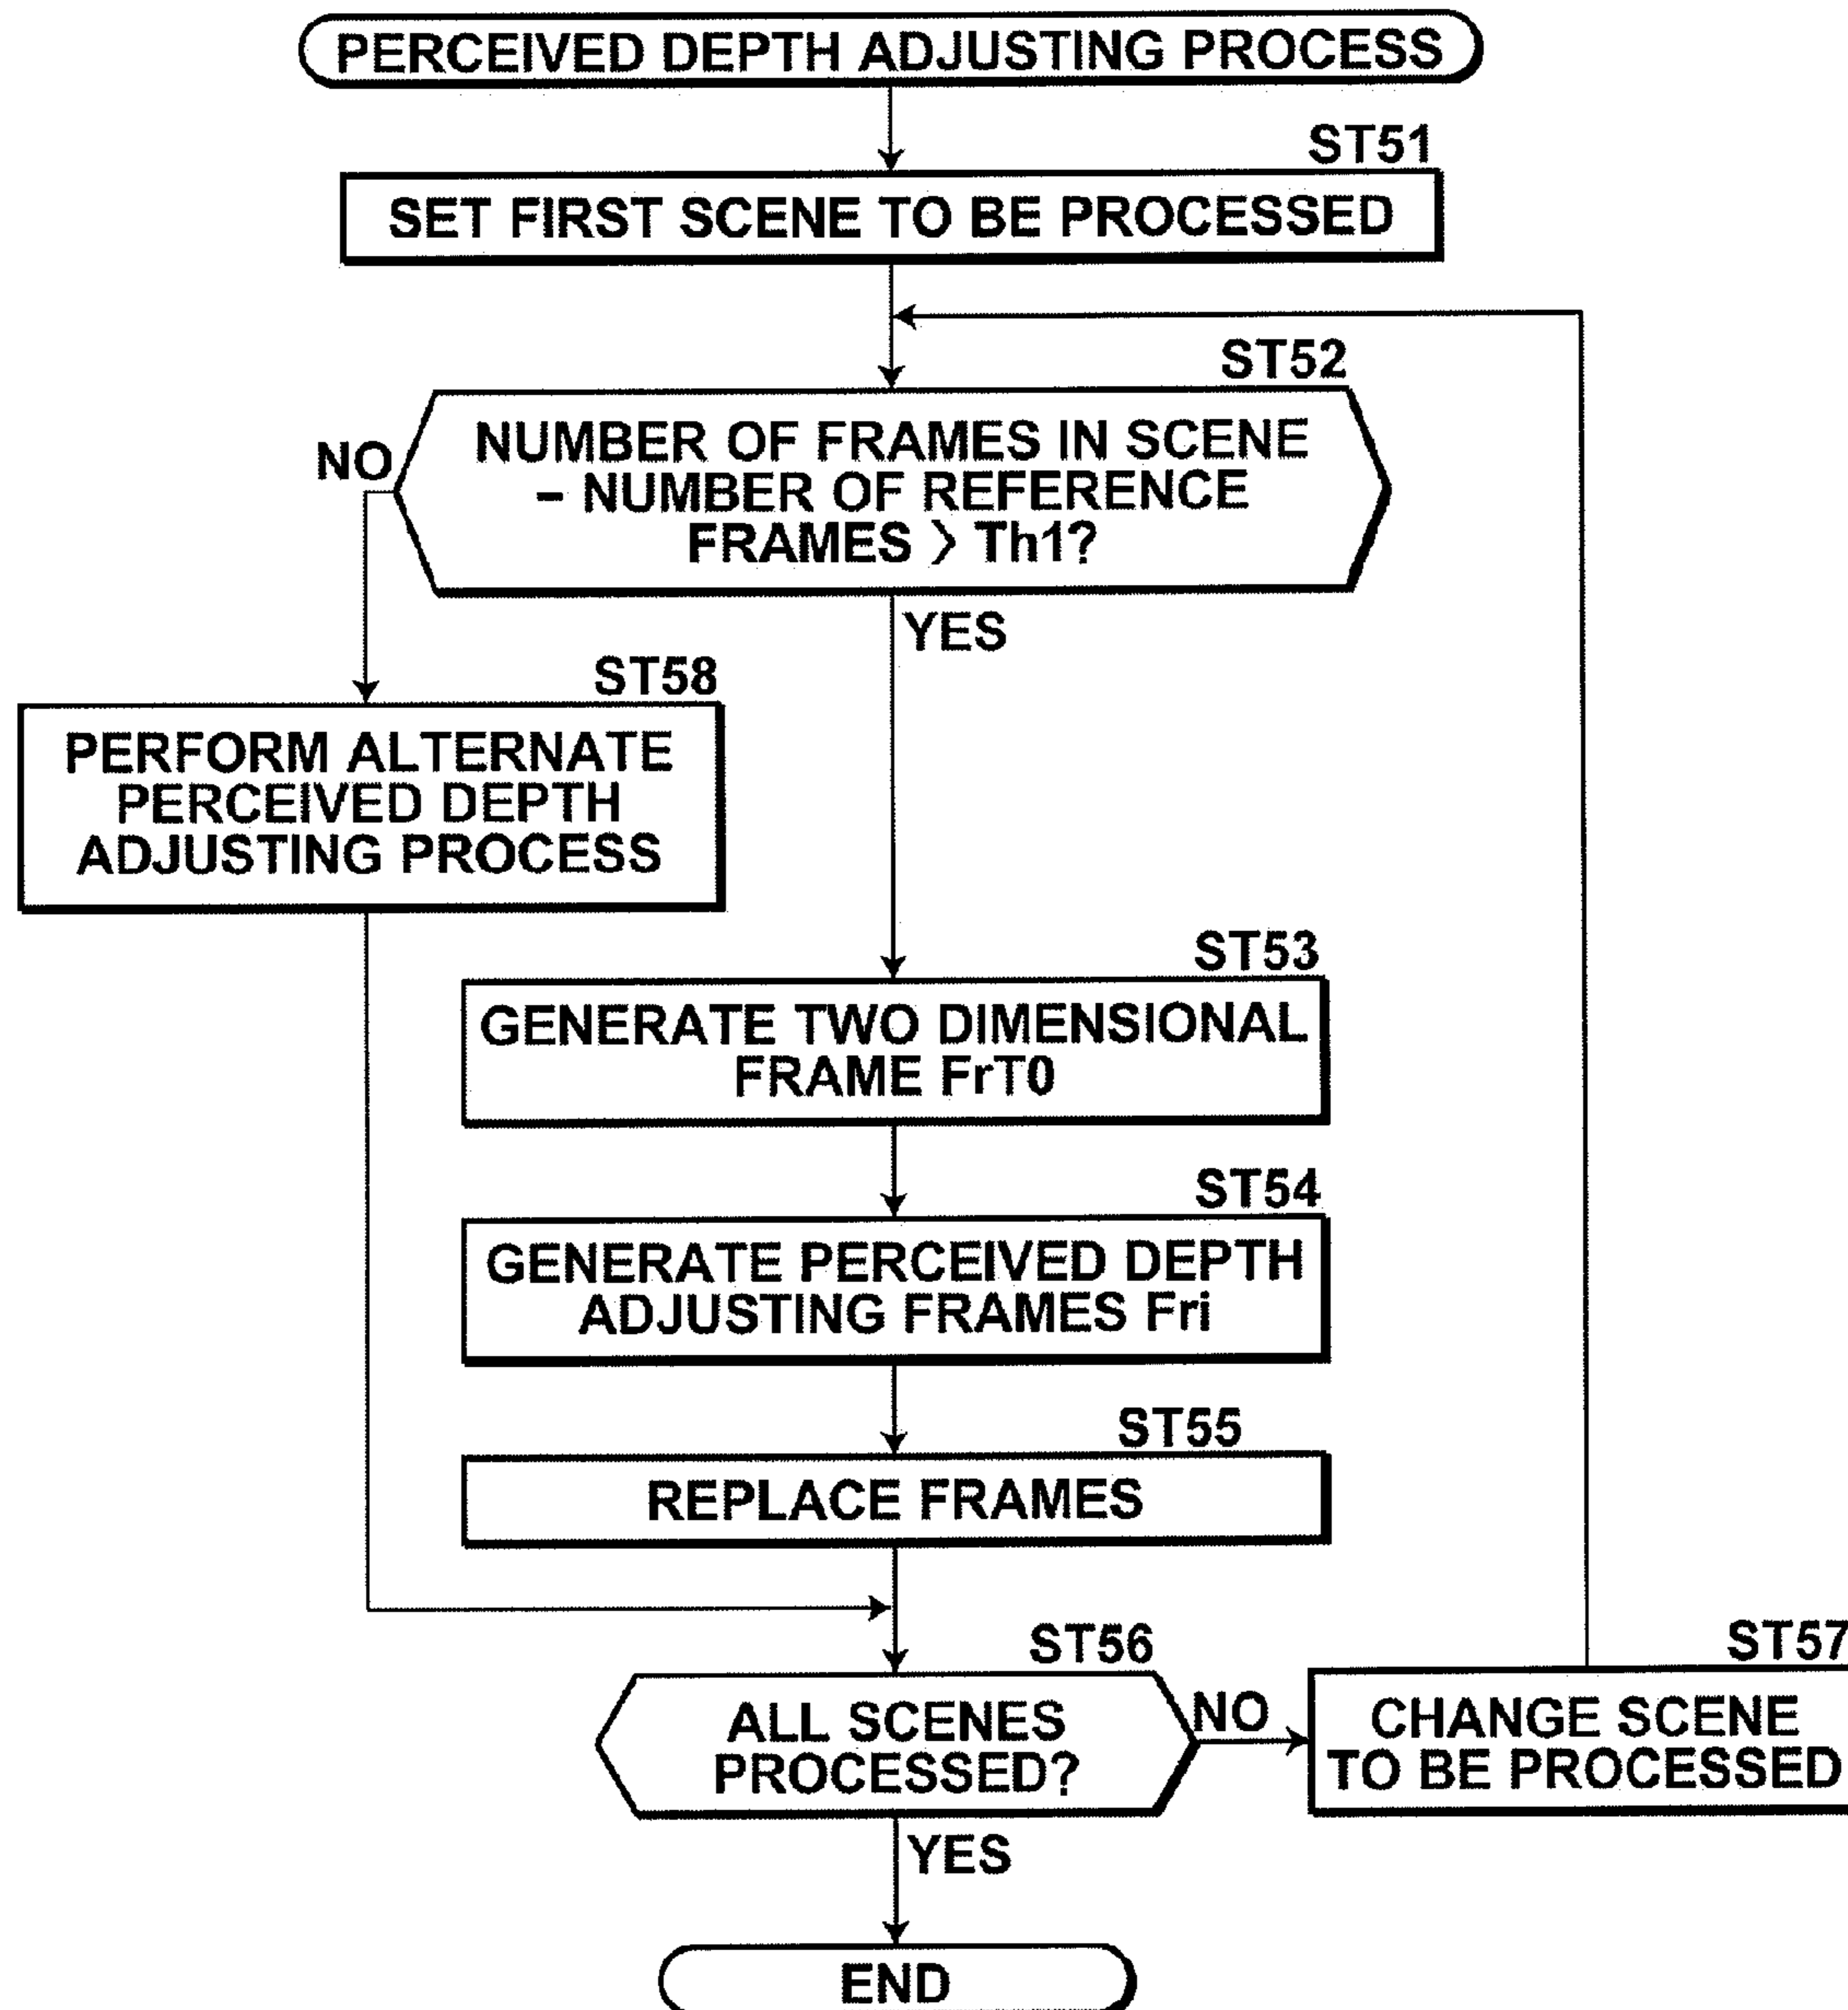 PERCEIVED DEPTH ADJUSTING PROCESS
ST51
SET FIRST SCENE TO BE PROCESSED
ST52
NUMBER OF FRAMES IN SCENE
– NUMBER OF REFERENCE
FRAMES > Th1?
NO
YES
ST58
PERFORM ALTERNATE
PERCEIVED DEPTH
ADJUSTING PROCESS
ST53
GENERATE TWO DIMENSIONAL
FRAME FrT0
ST54
GENERATE PERCEIVED DEPTH
ADJUSTING FRAMES Fri
ST55
REPLACE FRAMES
ST56
ALL SCENES
PROCESSED?
NO
ST57
CHANGE SCENE
TO BE PROCESSED
YES
END